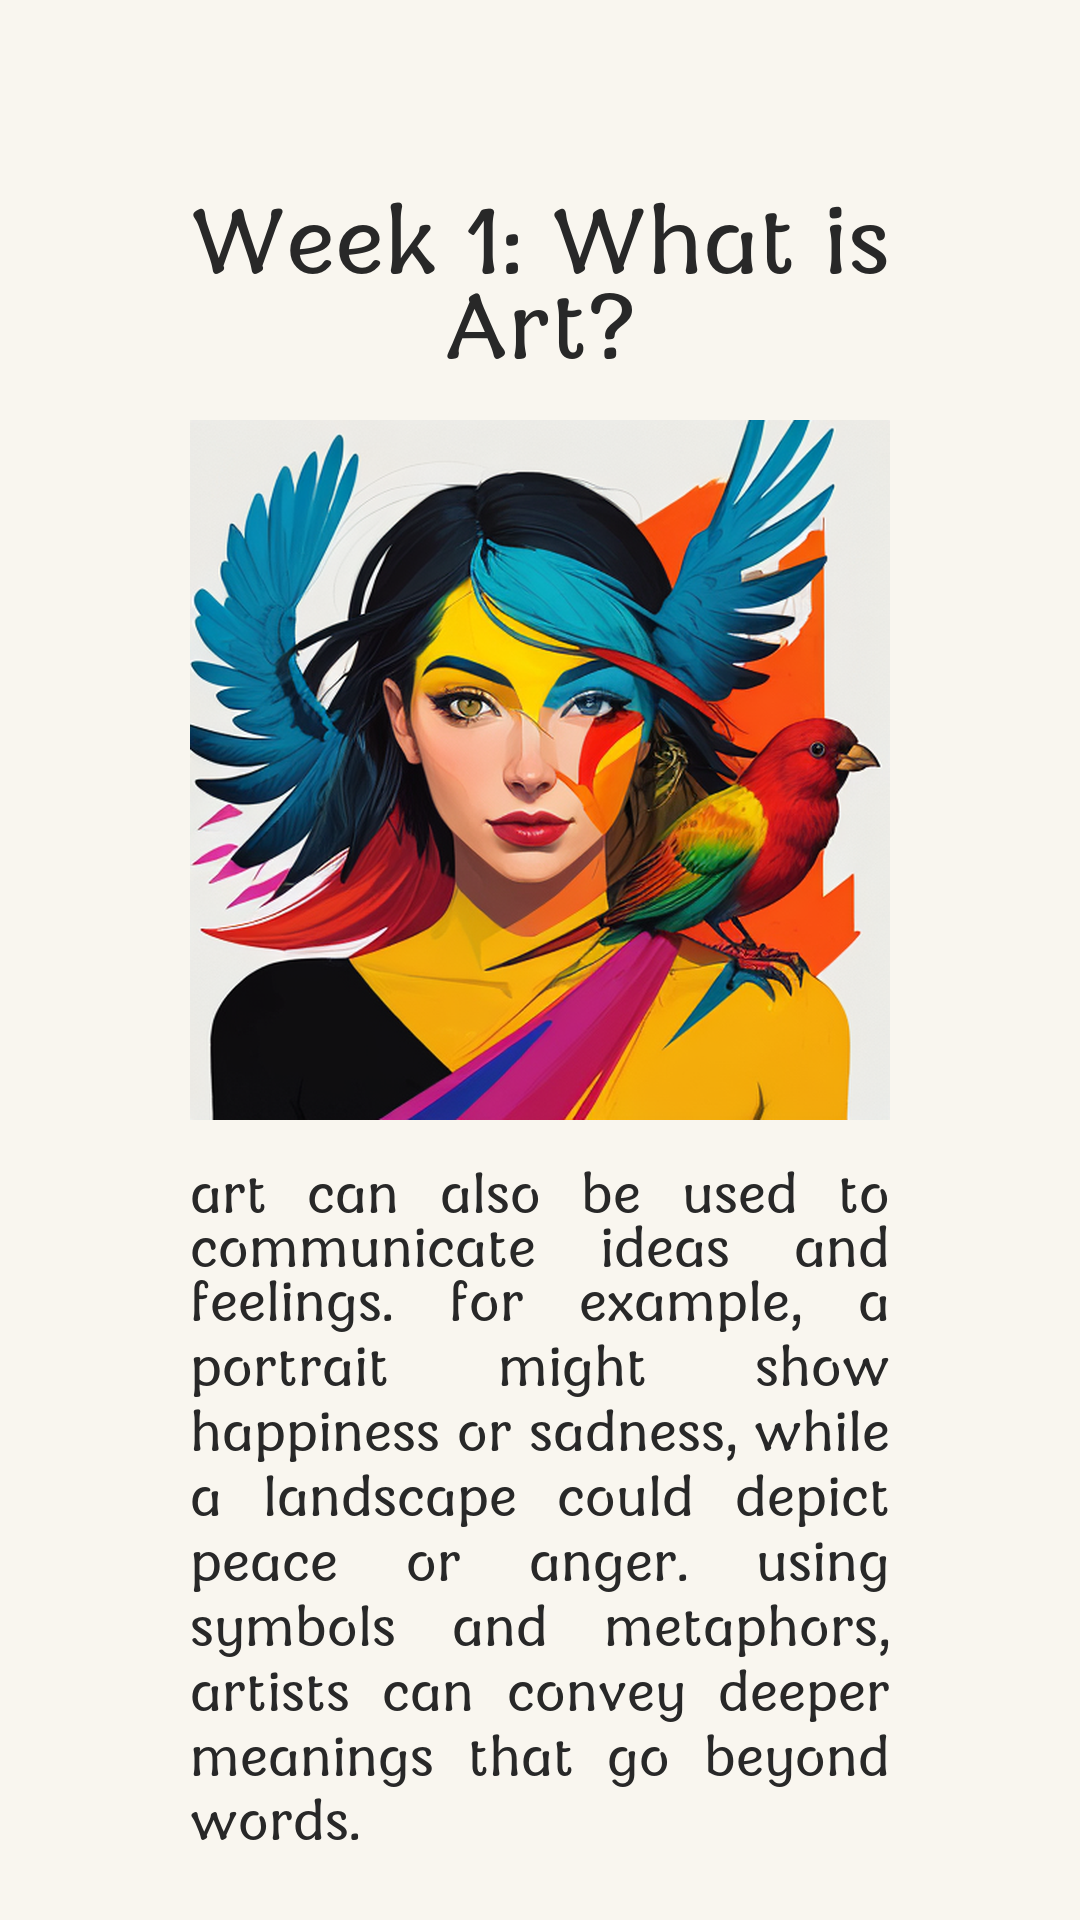 Week 1: What is
Art?
art can also be used to
communicate ideas and
feelings. for example, a
portrait might show
happiness or sadness, while
a landscape could depict
peace or anger. using
symbols and metaphors,
artists can convey deeper
meanings that go beyond
words.